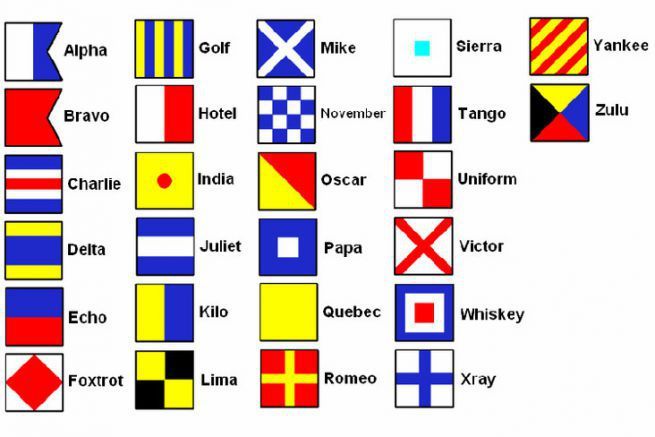 Alpha
Bravo
Charlie
Delta
Echo
Foxtrot
Golf
Hotel
India
Juliet
Kilo
Lima
Mike
November
Oscar
Papa
Quebec
Romeo
Sierra
Tango
Uniform
Victor
Whiskey
Xray
Yankee
Zulu